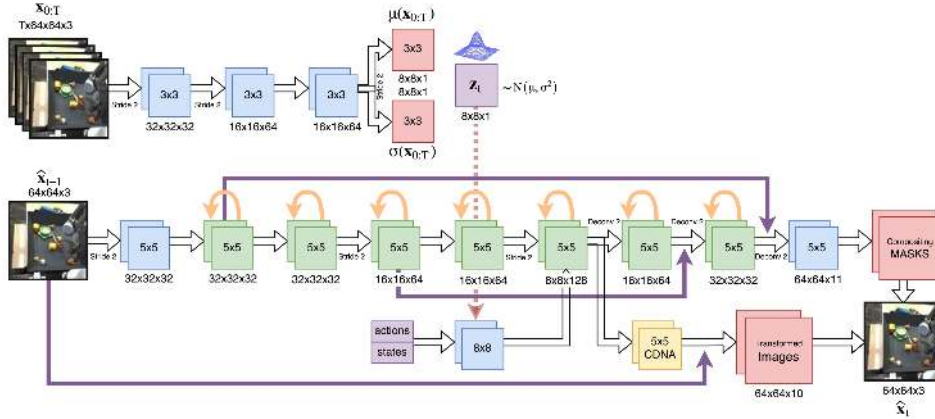 x₀:T
Tx64x64x3
Stride 2
3x3
32x32x32
Stride 2
3x3
16x16x64
3x3
16x16x64
Stride 2
μ(x₀:T)
3x3
8x8x1
8x8x1
3x3
σ(x₀:T)
zₜ
~N(μ, σ²)
8x8x1
x̂ₜ₋₁
64x64x3
Stride 2
5x5
32x32x32
5x5
32x32x32
5x5
32x32x32
Stride 2
5x5
16x16x64
5x5
16x16x64
Stride 2
5x5
8x8x128
Deconv 2
5x5
16x16x64
Deconv 2
5x5
32x32x32
Deconv 2
5x5
64x64x11
Compositing
MASKS
actions
states
8x8
5x5
CDNA
Transformed
Images
64x64x10
64x64x3
x̂ₜ